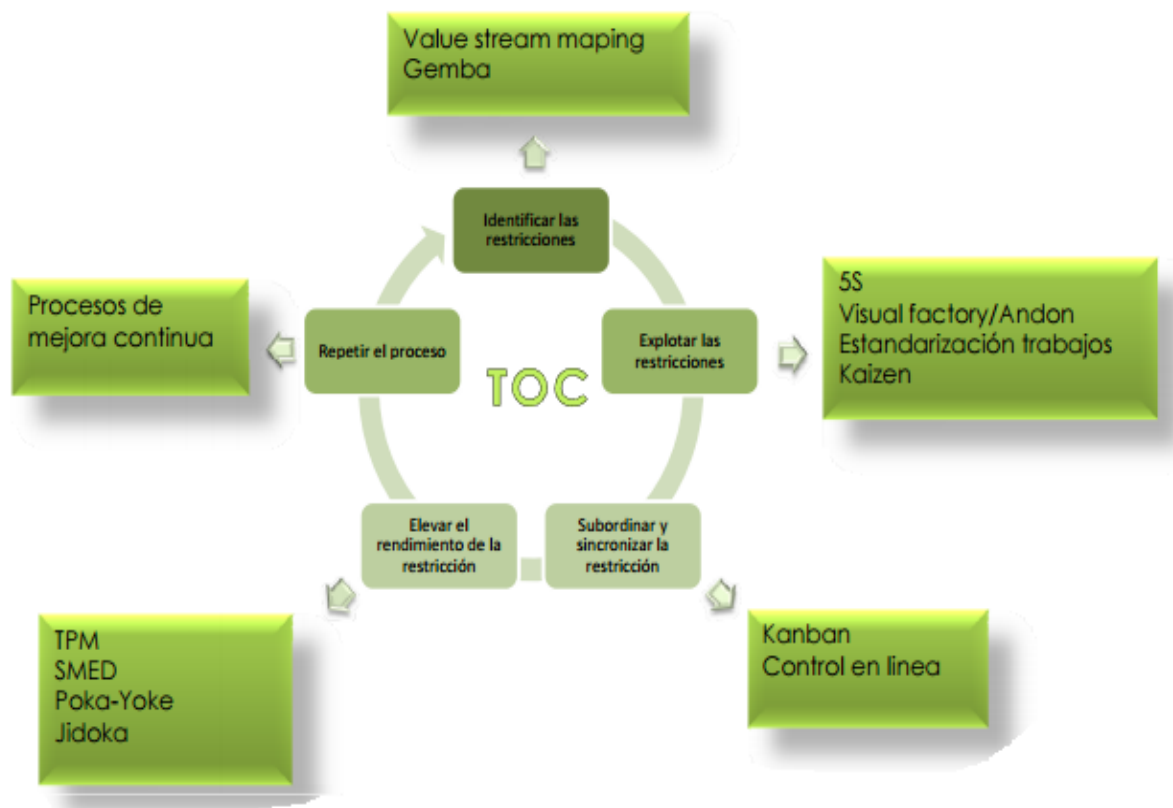 Value stream maping
Gemba
Identificar las
restricciones
5S
Visual factory/Andon
Estandarización trabajos
Kaizen
Explotar las
restricciones
Procesos de
mejora continua
Repetir el proceso
TOC
Elevar el
rendimiento de la
restricción
Subordinar y
sincronizar la
restricción
TPM
SMED
Poka-Yoke
Jidoka
Kanban
Control en linea